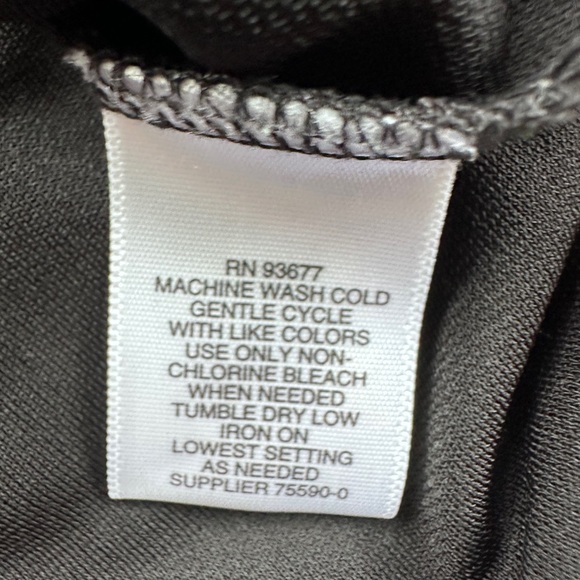 RN 93677
MACHINE WASH COLD
GENTLE CYCLE
WITH LIKE COLORS
USE ONLY NON-
CHLORINE BLEACH
WHEN NEEDED
TUMBLE DRY LOW
IRON ON
LOWEST SETTING
AS NEEDED
SUPPLIER 75590-0